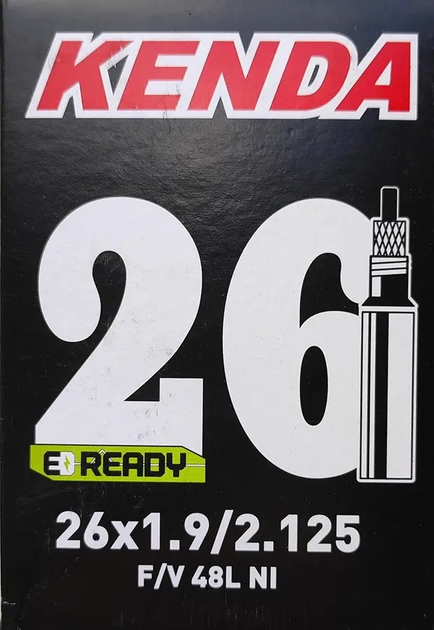 KENDA
26
E READY
26x1.9/2.125
F/V 48L NI